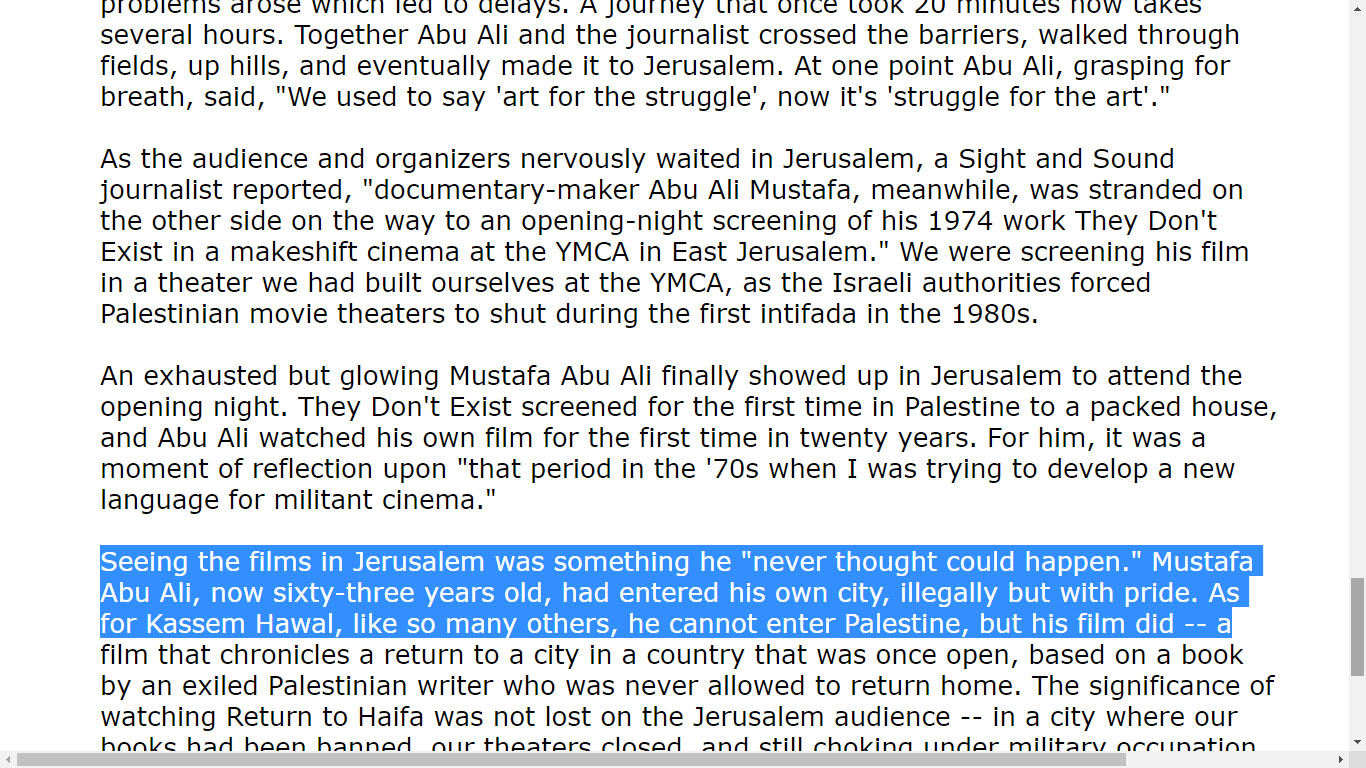 problems arose which led to delays. A journey that once took 20 minutes now takes
several hours. Together Abu Ali and the journalist crossed the barriers, walked through
fields, up hills, and eventually made it to Jerusalem. At one point Abu Ali, grasping for
breath, said, "We used to say 'art for the struggle', now it's 'struggle for the art'."
As the audience and organizers nervously waited in Jerusalem, a Sight and Sound
journalist reported, "documentary-maker Abu Ali Mustafa, meanwhile, was stranded on
the other side on the way to an opening-night screening of his 1974 work They Don't
Exist in a makeshift cinema at the YMCA in East Jerusalem." We were screening his film
in a theater we had built ourselves at the YMCA, as the Israeli authorities forced
Palestinian movie theaters to shut during the first intifada in the 1980s.
An exhausted but glowing Mustafa Abu Ali finally showed up in Jerusalem to attend the
opening night. They Don't Exist screened for the first time in Palestine to a packed house,
and Abu Ali watched his own film for the first time in twenty years. For him, it was a
moment of reflection upon "that period in the '70s when I was trying to develop a new
language for militant cinema."
Seeing the films in Jerusalem was something he "never thought could happen." Mustafa
Abu Ali, now sixty-three years old, had entered his own city, illegally but with pride. As
for Kassem Hawal, like so many others, he cannot enter Palestine, but his film did -- a
film that chronicles a return to a city in a country that was once open, based on a book
by an exiled Palestinian writer who was never allowed to return home. The significance of
watching Return to Haifa was not lost on the Jerusalem audience -- in a city where our
books had been banned, our theaters closed, and still choking under military occupation